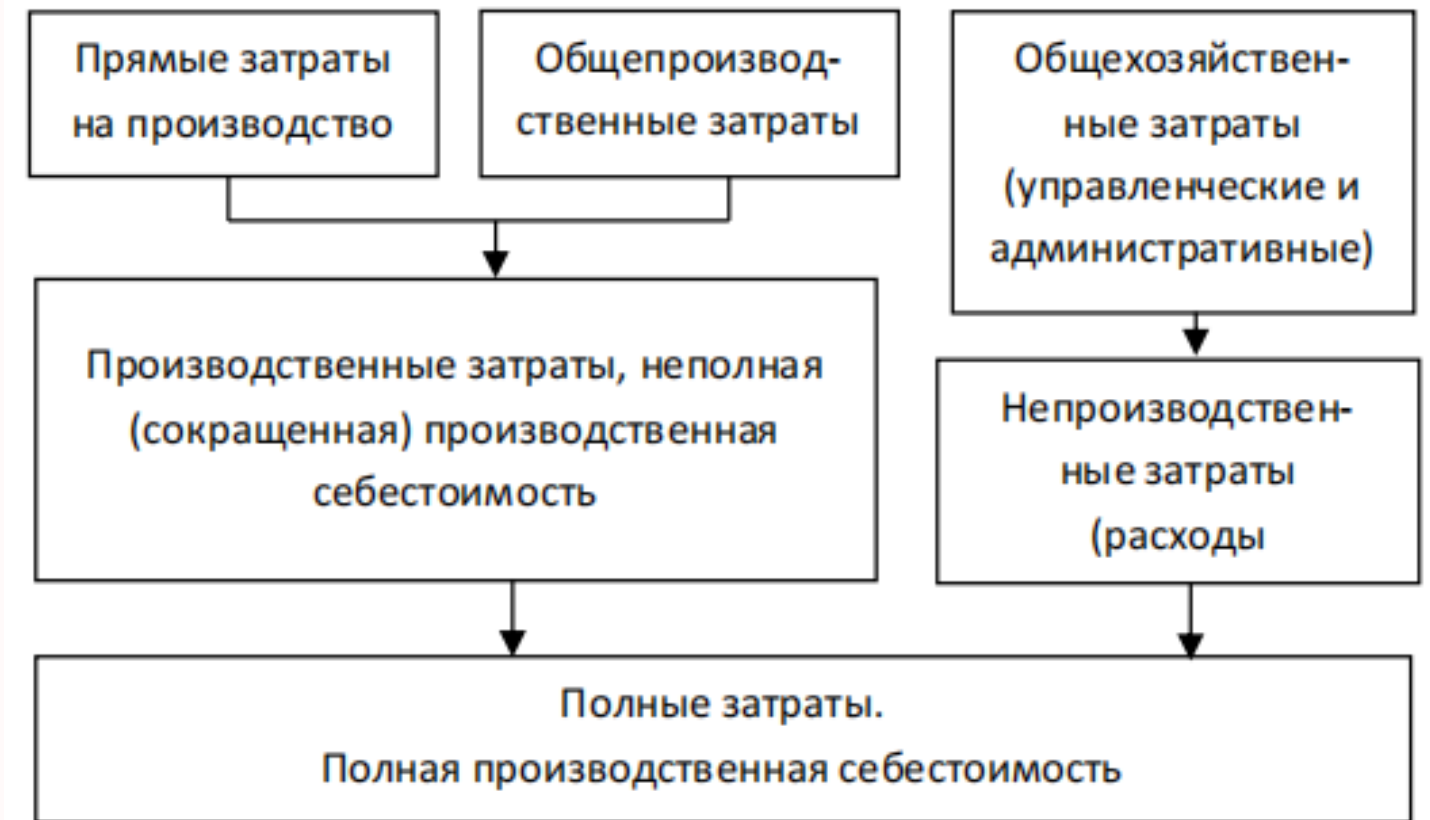 Прямые затраты
на производство
Общепроизвод-
ственные затраты
Общехозяйствен-
ные затраты
(управленческие и
административные)
Производственные затраты, неполная
(сокращенная) производственная
себестоимость
Непроизводствен-
ные затраты
(расходы
Полные затраты.
Полная производственная себестоимость